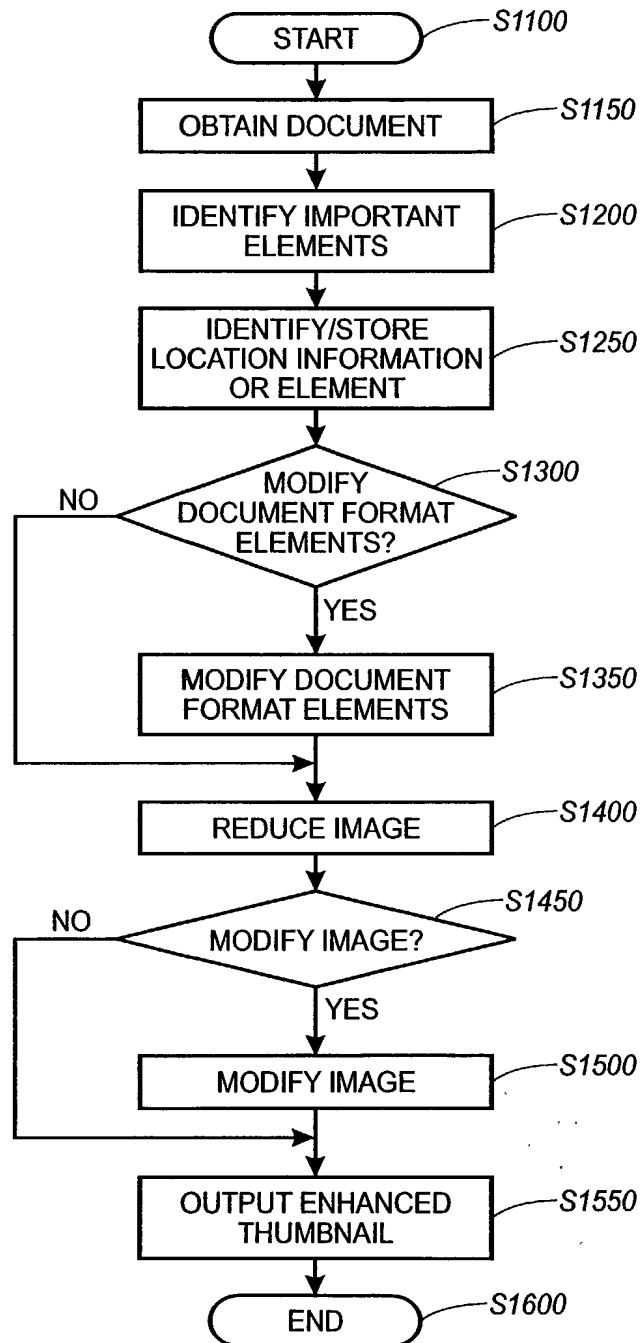 START
S1100
OBTAIN DOCUMENT
S1150
IDENTIFY IMPORTANT
ELEMENTS
S1200
IDENTIFY/STORE
LOCATION INFORMATION
OR ELEMENT
S1250
MODIFY
DOCUMENT FORMAT
ELEMENTS?
S1300
NO
YES
MODIFY DOCUMENT
FORMAT ELEMENTS
S1350
REDUCE IMAGE
S1400
MODIFY IMAGE?
S1450
NO
YES
MODIFY IMAGE
S1500
OUTPUT ENHANCED
THUMBNAIL
S1550
END
S1600